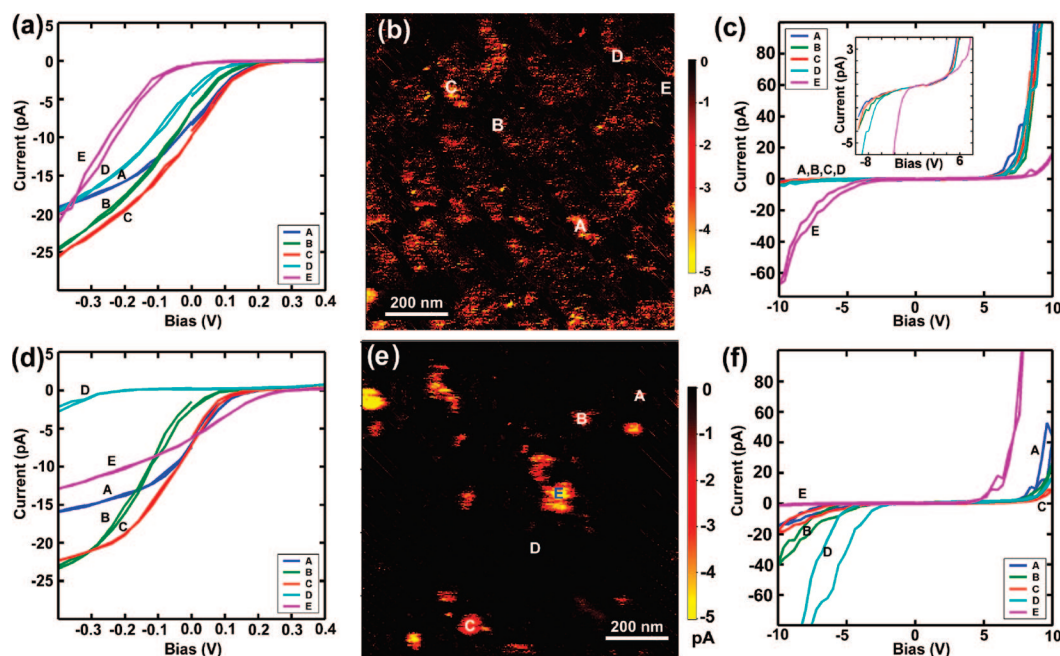 (a)
5
0
-5
-10
-15
-20
-25
Current (pA)
E
D
A
B
C
A
B
C
D
E
-0.3 -0.2 -0.1 0.0 0.1 0.2 0.3 0.4
Bias (V)
(b)
D
C
E
B
A
200 nm
0
-1
-2
-3
-4
-5
pA
(c)
80
60
40
20
0
-20
-40
-60
Current (pA)
A
B
C
D
E
3
-5
Current (pA)
-8 6
Bias (V)
A,B,C,D
E
-10 -5 0 5 10
Bias (V)
(d)
5
0
-5
-10
-15
-20
-25
Current (pA)
D
E
A
B
C
A
B
C
D
E
-0.3 -0.2 -0.1 0.0 0.1 0.2 0.3 0.4
Bias (V)
(e)
A
B
E
D
C
200 nm
0
-1
-2
-3
-4
-5
pA
(f)
80
60
40
20
0
-20
-40
-60
Current (pA)
A
E
C
B
D
A
B
C
D
E
-10 -5 0 5 10
Bias (V)